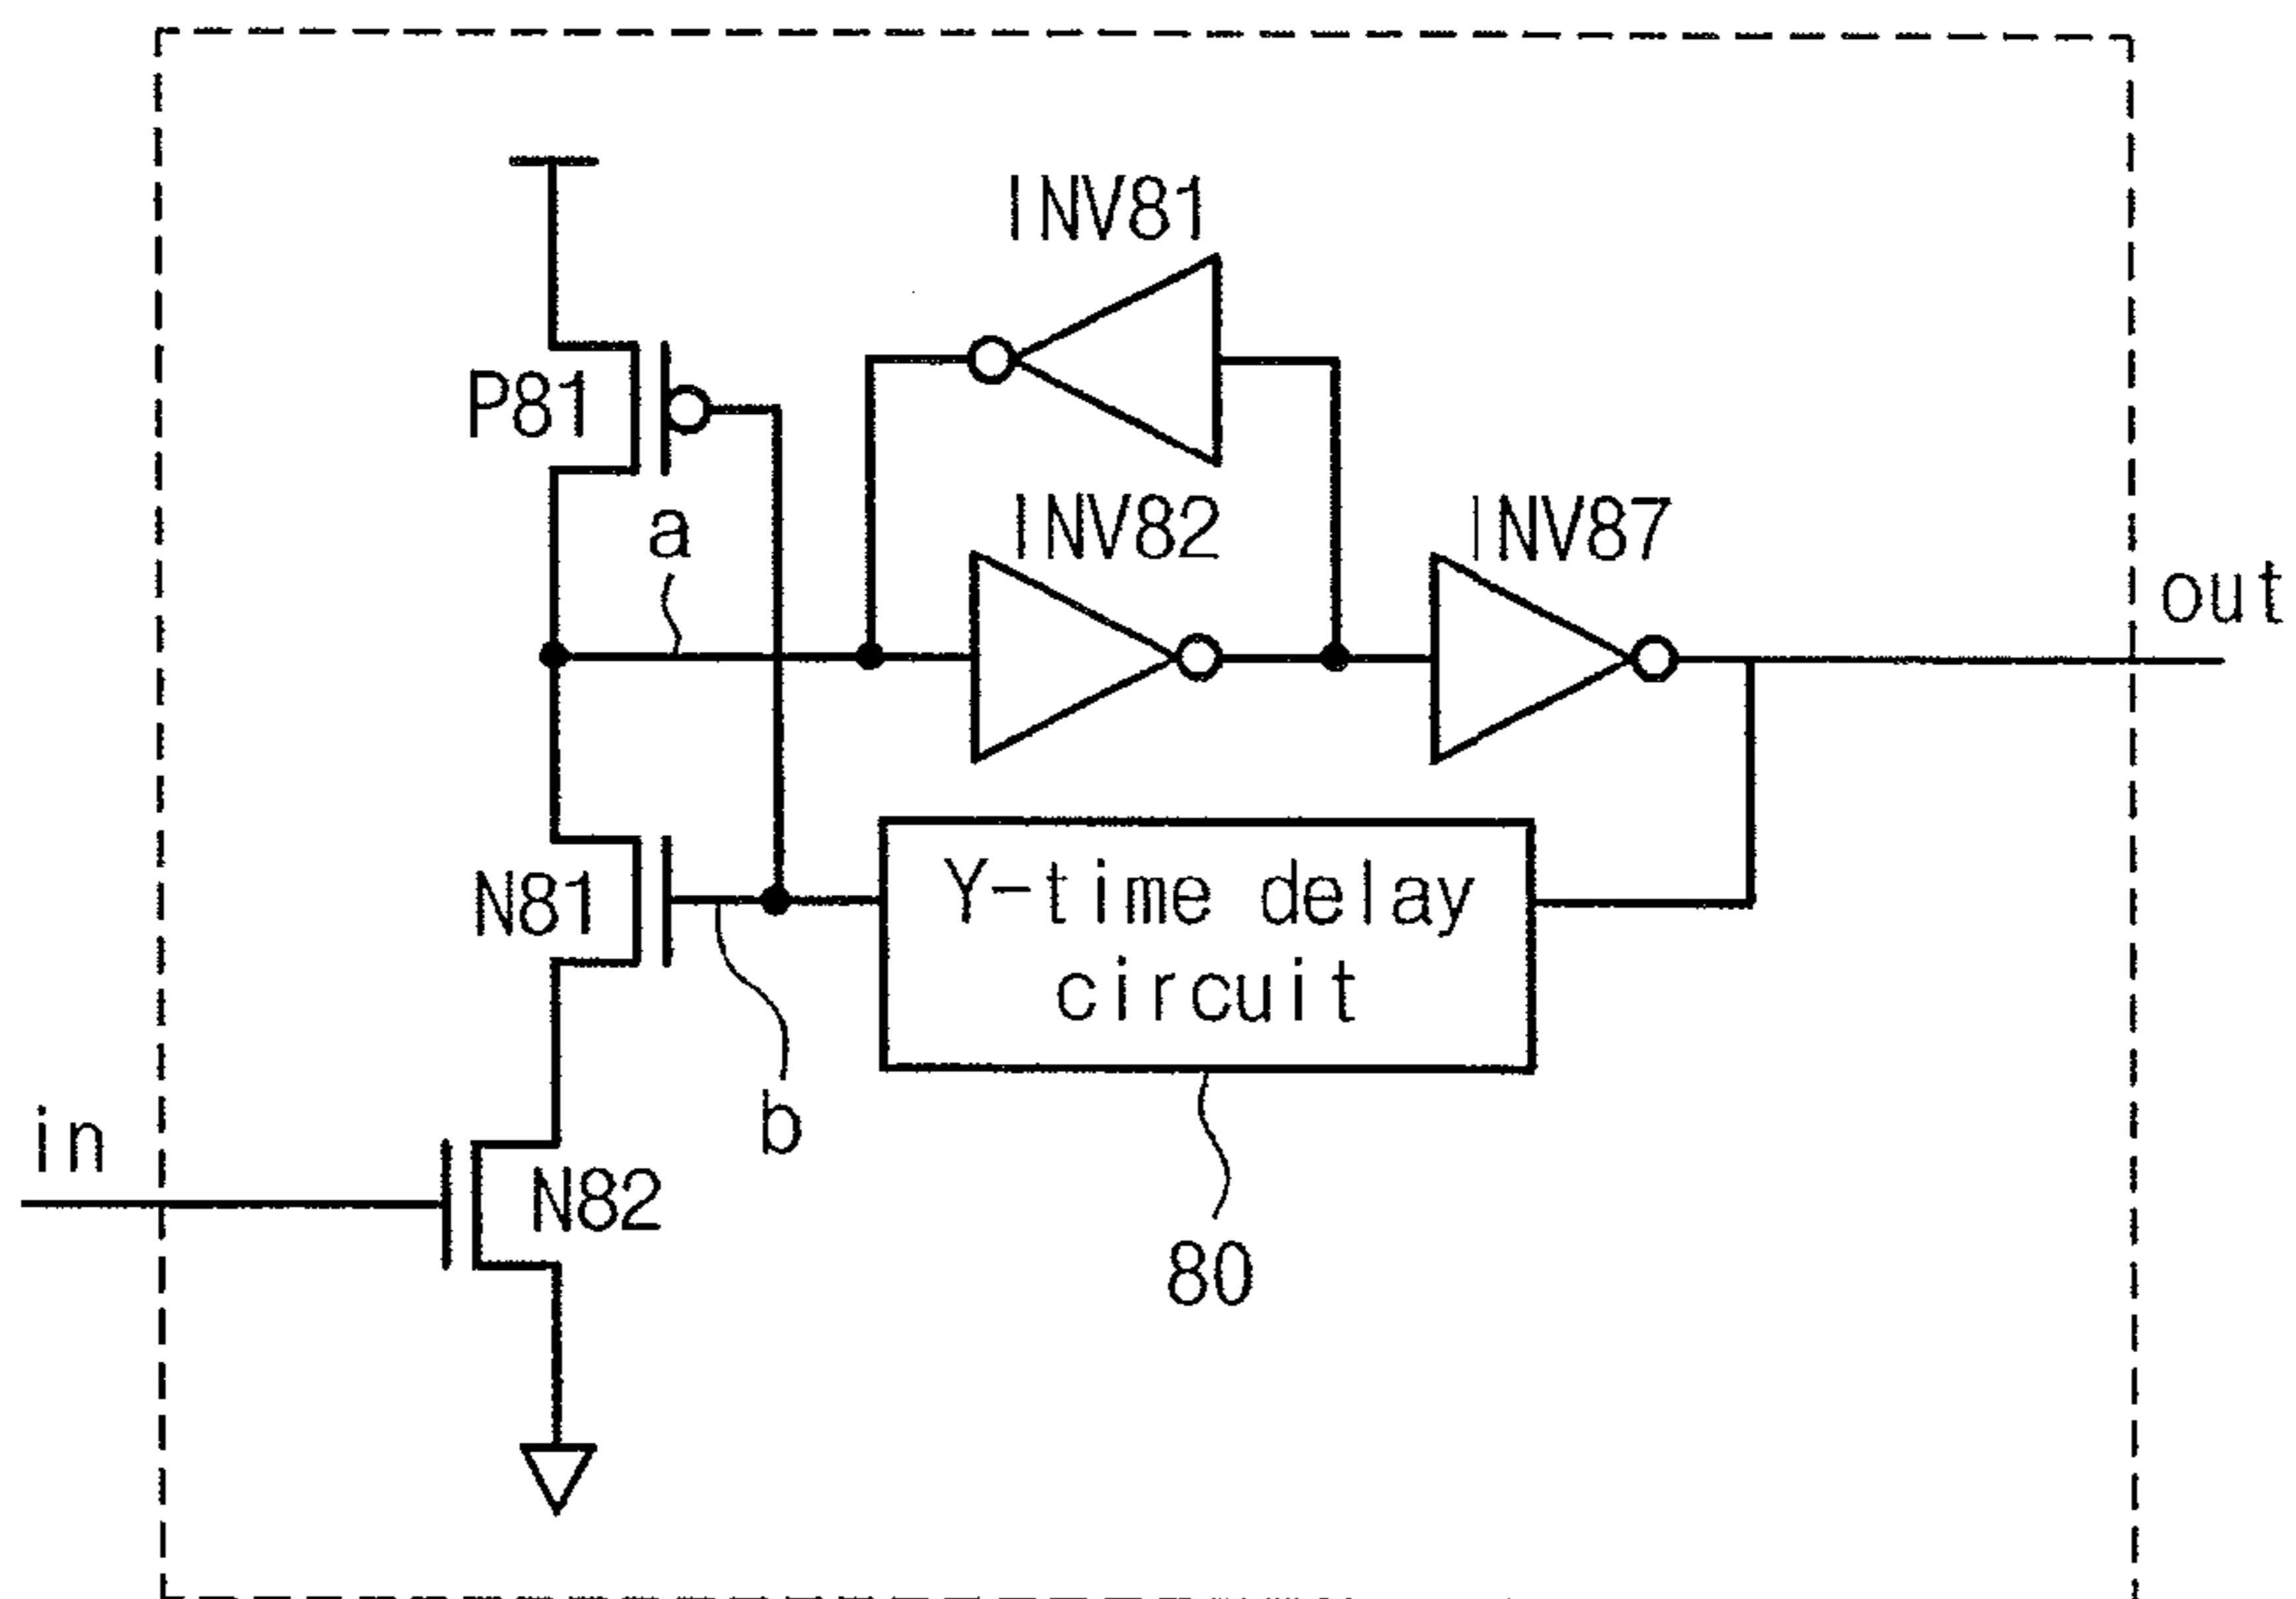 INV81
P81
a
INV82
INV87
out
N81
Y-time delay
circuit
b
in
N82
80